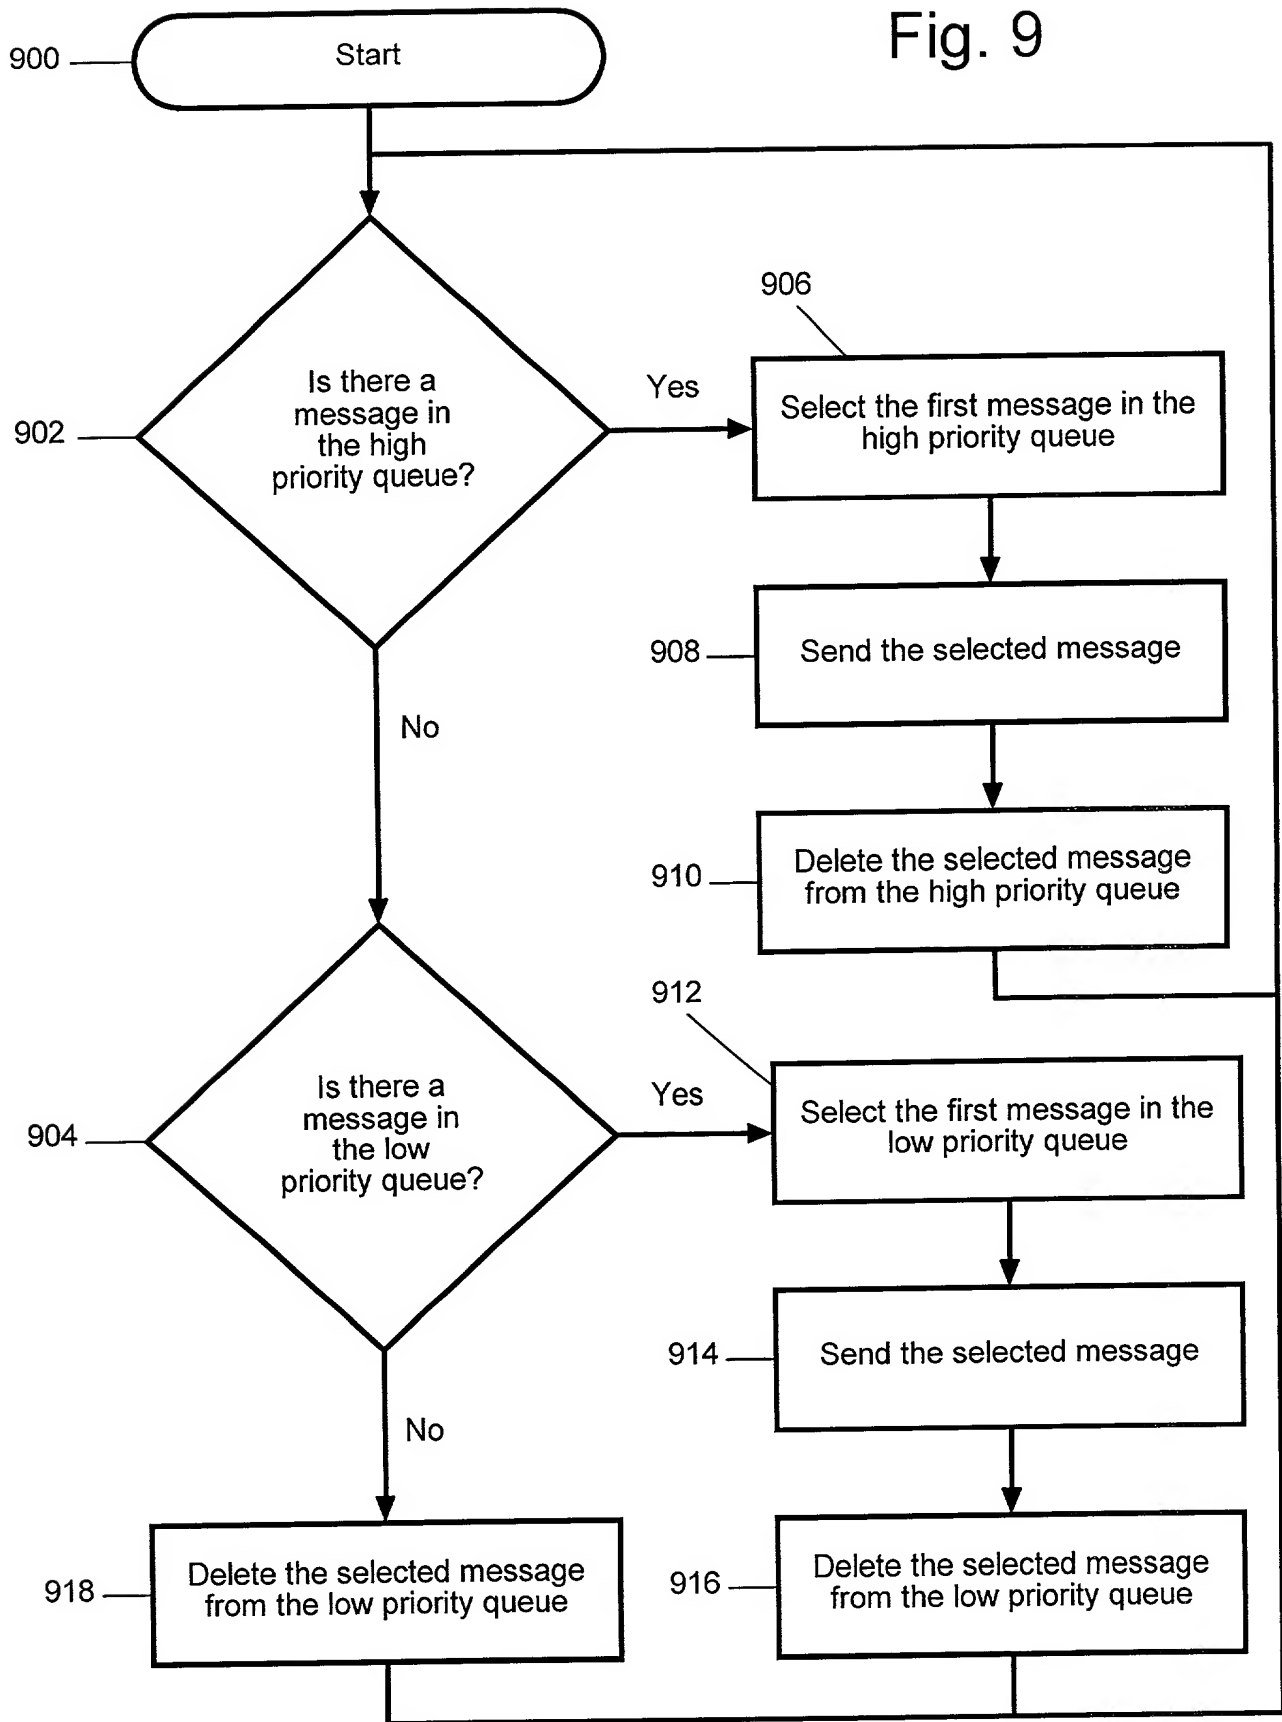 Fig. 9
900
Start
906
902
Is there a
message in
the high
priority queue?
Yes
Select the first message in the
high priority queue
908
Send the selected message
No
910
Delete the selected message
from the high priority queue
912
904
Is there a
message in
the low
priority queue?
Yes
Select the first message in the
low priority queue
914
Send the selected message
No
918
Delete the selected message
from the low priority queue
916
Delete the selected message
from the low priority queue